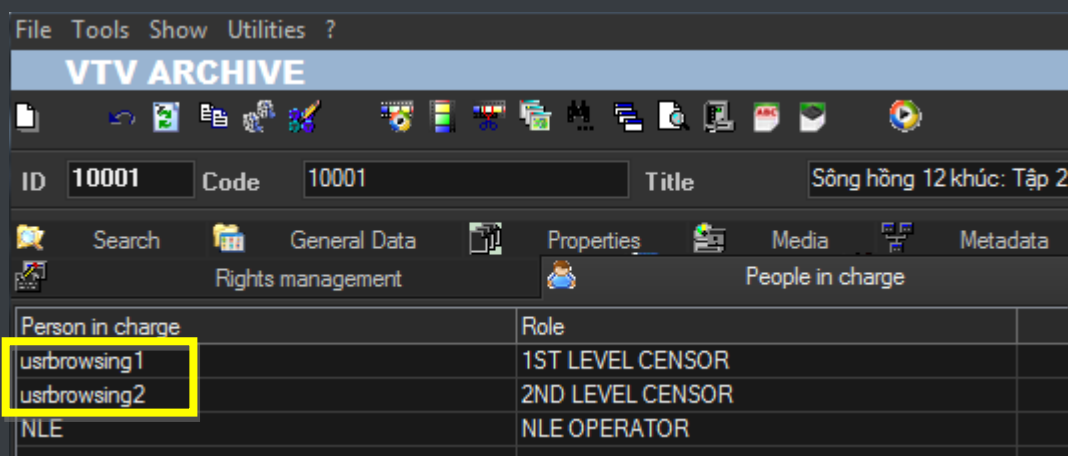 File Tools Show Utilities ?
VTV ARCHIVE
ID 10001 Code 10001 Title Sông hồng 12 khúc: Tập 2
Search General Data Properties Media Metadata
Rights management People in charge
Person in charge Role
usrbrowsing1 1ST LEVEL CENSOR
usrbrowsing2 2ND LEVEL CENSOR
NLE NLE OPERATOR